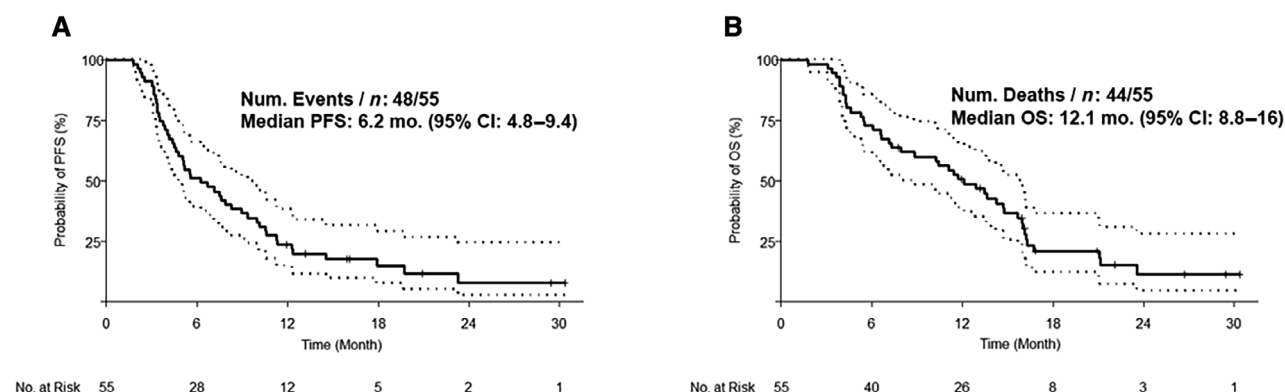 A
Num. Events / n: 48/55
Median PFS: 6.2 mo. (95% CI: 4.8–9.4)
Probability of PFS (%)
100
75
50
25
0 6 12 18 24 30
Time (Month)
No. at Risk 55 28 12 5 2 1
B
Num. Deaths / n: 44/55
Median OS: 12.1 mo. (95% CI: 8.8–16)
Probability of OS (%)
100
75
50
25
0 6 12 18 24 30
Time (Month)
No. at Risk 55 40 26 8 3 1